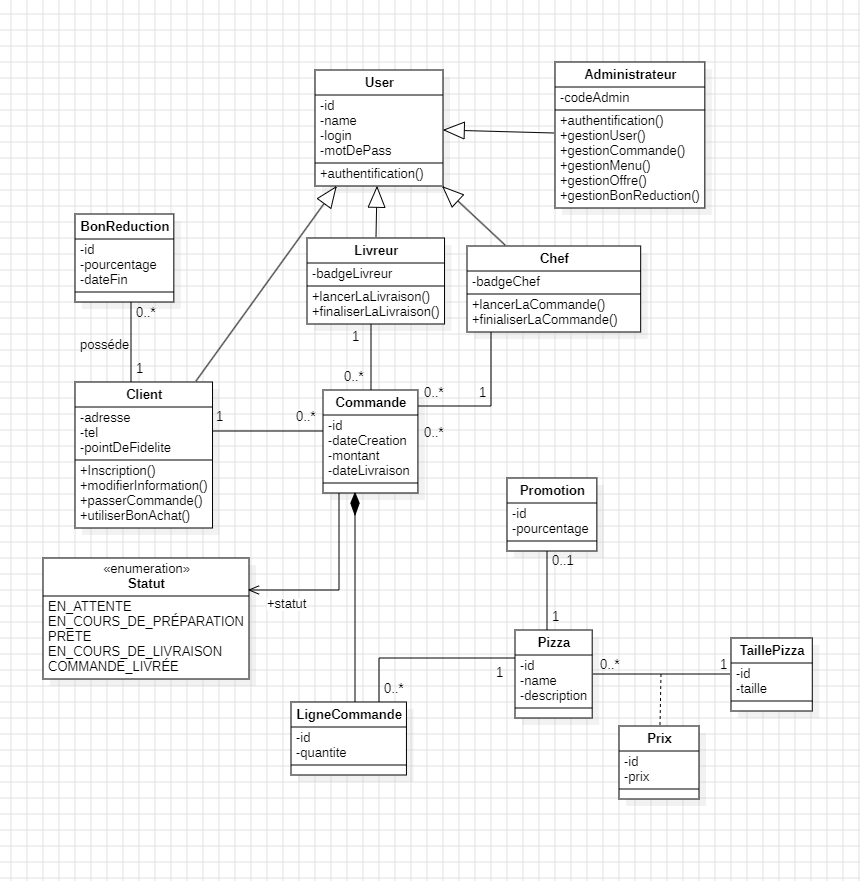 User
-id
-name
-login
-motDePass
+authentification()
Administrateur
-codeAdmin
+authentification()
+gestionUser()
+gestionCommande()
+gestionMenu()
+gestionOffre()
+gestionBonReduction()
BonReduction
-id
-pourcentage
-dateFin
Livreur
-badgeLivreur
+lancerLaLivraison()
+finaliserLaLivraison()
Chef
-badgeChef
+lancerLaCommande()
+finialiserLaCommande()
0..*
posséde
1
1
0..*
0..*
1
Client
-adresse
-tel
-pointDeFidelite
+Inscription()
+modifierInformation()
+passerCommande()
+utiliserBonAchat()
1
0..*
Commande
-id
-dateCreation
-montant
-dateLivraison
0..*
Promotion
-id
-pourcentage
0..1
1
«enumeration»
Statut
EN_ATTENTE
EN_COURS_DE_PRÉPARATION
PRÊTE
EN_COURS_DE_LIVRAISON
COMMANDE_LIVRÉE
+statut
Pizza
-id
-name
-description
1
0..*
0..*
1
TaillePizza
-id
-taille
LigneCommande
-id
-quantite
Prix
-id
-prix